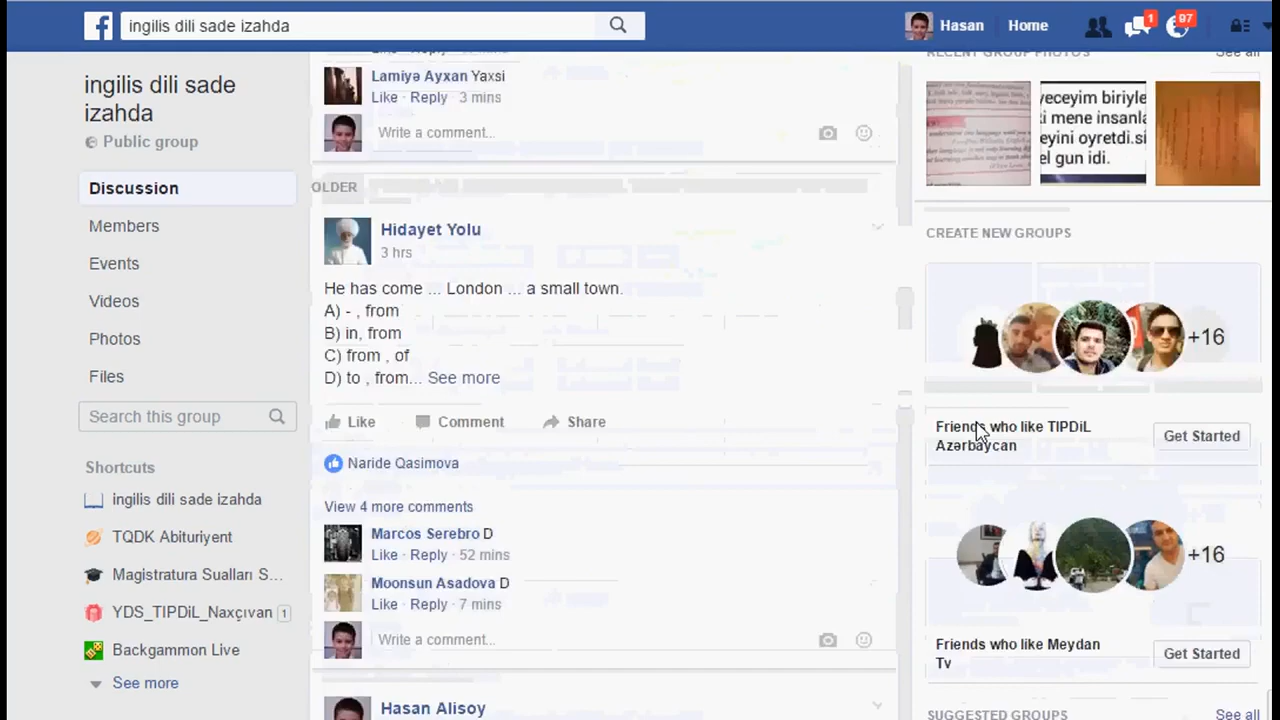 ingilis dili sade izahda
Hasan
Home
1
97
ingilis dili sade
izahda
Public group
Discussion
Members
Events
Videos
Photos
Files
Search this group
Shortcuts
ingilis dili sade izahda
TQDK Abituriyent
Magistratura Sualları S...
YDS_TIPDiL_Naxçıvan 1
Backgammon Live
See more
Lamiyə Ayxan Yaxsi
Like · Reply · 3 mins
Write a comment...
OLDER
Hidayet Yolu
3 hrs
He has come ... London ... a small town.
A) - , from
B) in, from
C) from , of
D) to , from... See more
Like Comment Share
Naride Qasimova
View 4 more comments
Marcos Serebro D
Like · Reply · 52 mins
Moonsun Asadova D
Like · Reply · 7 mins
Write a comment...
Hasan Alisoy
RECENT GROUP PHOTOS See all
yeceyim biriyle
i mene insanla
eyini oyretdi.si
el gun idi.
CREATE NEW GROUPS
+16
Friends who like TIPDiL
Azərbaycan
Get Started
+16
Friends who like Meydan
Tv
Get Started
SUGGESTED GROUPS See all